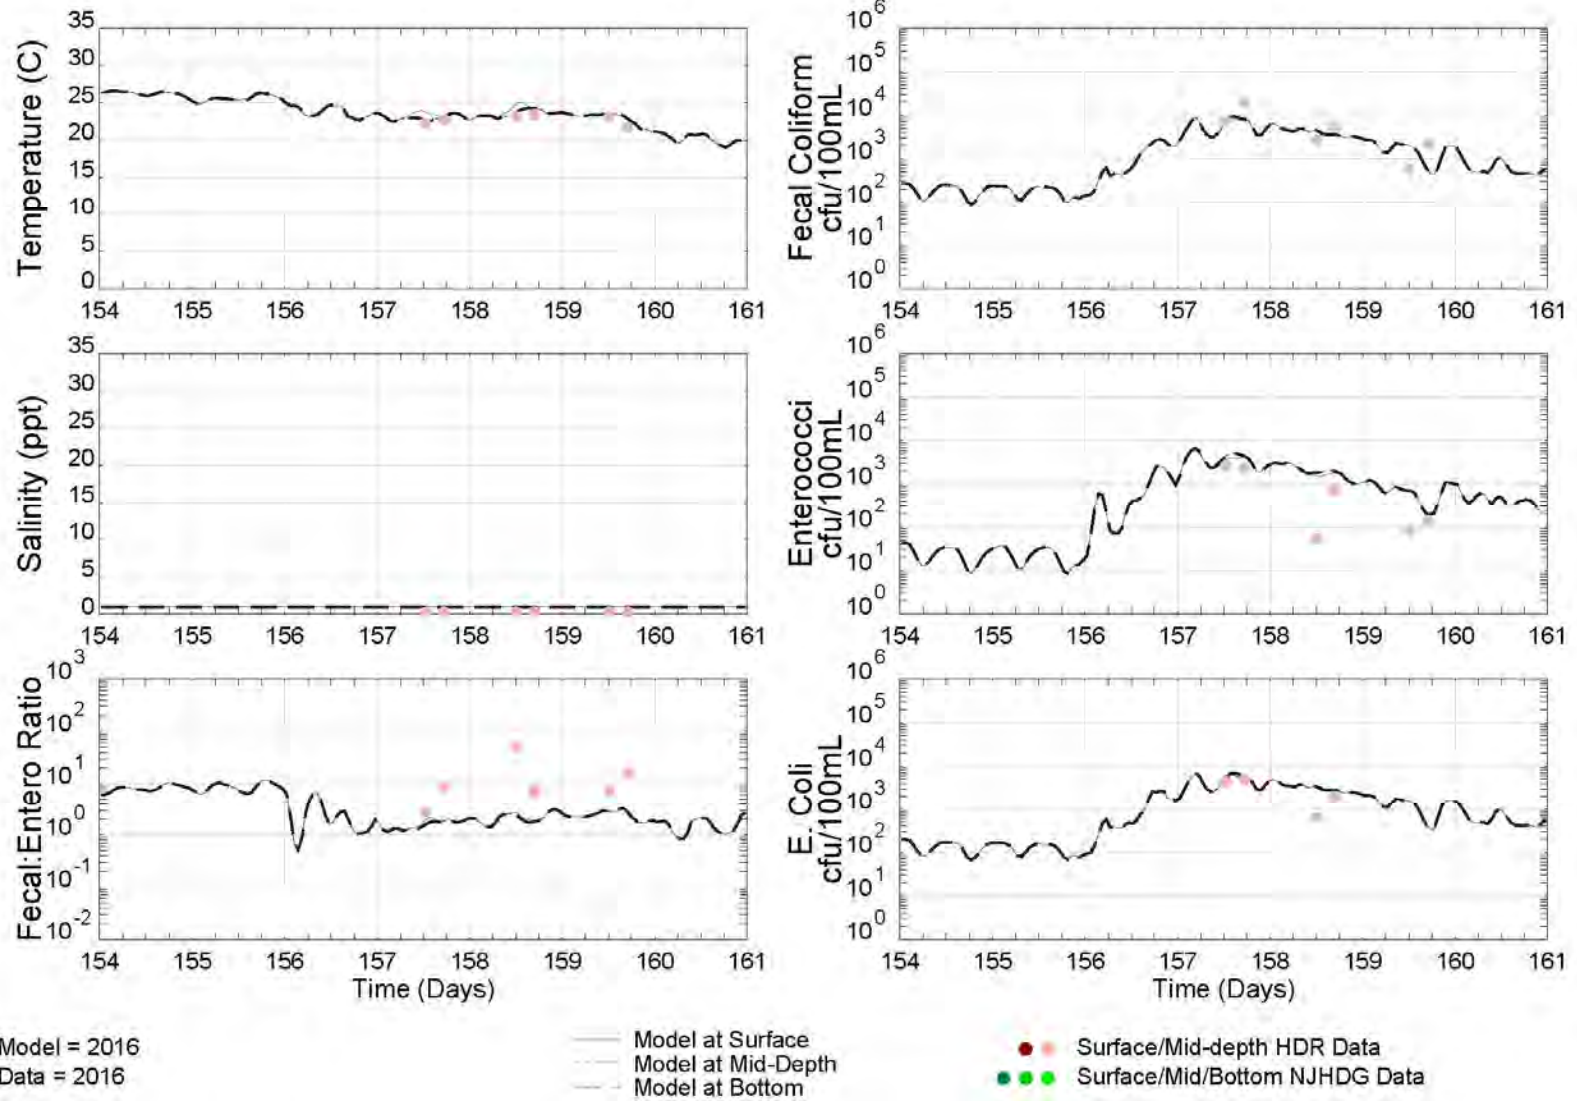 Temperature (C)
35
30
25
20
15
10
5
0
154 155 156 157 158 159 160 161
Fecal Coliform
cfu/100mL
10^6
10^5
10^4
10^3
10^2
10^1
10^0
154 155 156 157 158 159 160 161
Salinity (ppt)
35
30
25
20
15
10
5
0
154 155 156 157 158 159 160 161
Enterococci
cfu/100mL
10^6
10^5
10^4
10^3
10^2
10^1
10^0
154 155 156 157 158 159 160 161
Fecal:Entero Ratio
10^3
10^2
10^1
10^0
10^-1
10^-2
154 155 156 157 158 159 160 161
Time (Days)
E. Coli
cfu/100mL
10^6
10^5
10^4
10^3
10^2
10^1
10^0
154 155 156 157 158 159 160 161
Time (Days)
Model = 2016
Data = 2016
Model at Surface
Model at Mid-Depth
Model at Bottom
Surface/Mid-depth HDR Data
Surface/Mid/Bottom NJHDG Data